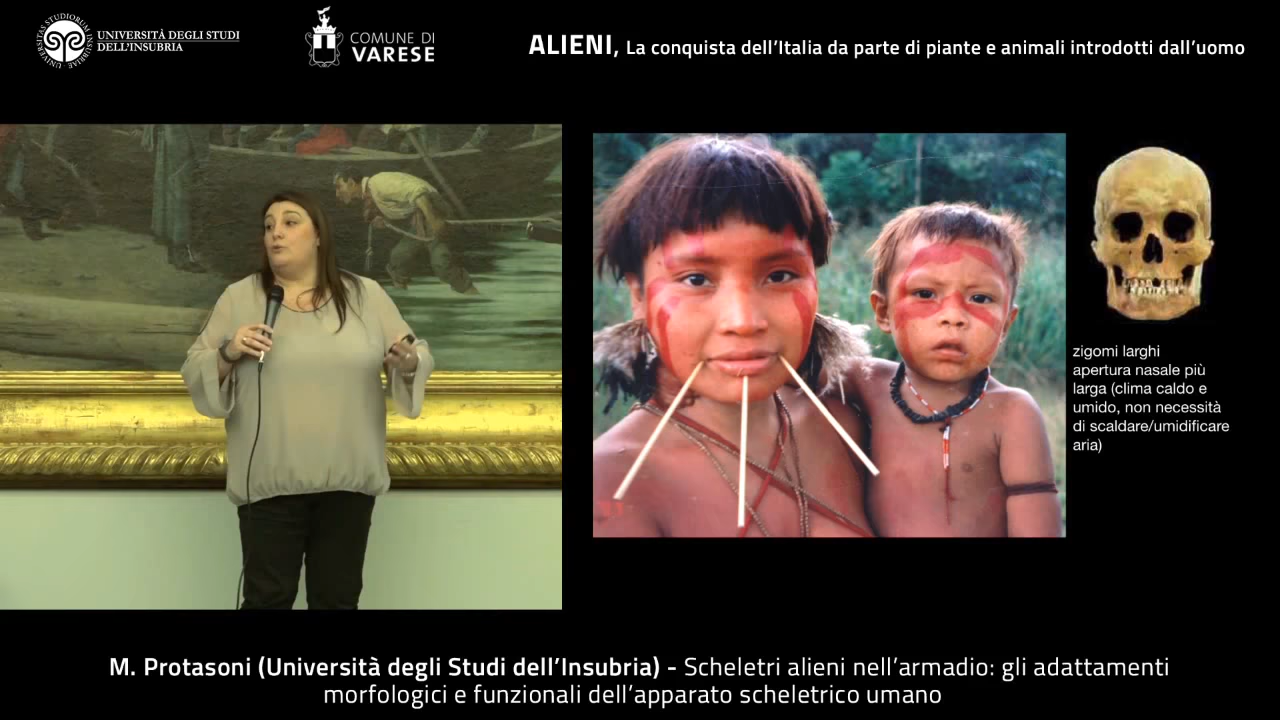 UNIVERSITÀ DEGLI STUDI
DELL'INSUBRIA
COMUNE DI
VARESE
ALIENI, La conquista dell'Italia da parte di piante e animali introdotti dall'uomo
zigomi larghi
apertura nasale più
larga (clima caldo e
umido, non necessità
di scaldare/umidificare
aria)
M. Protasoni (Università degli Studi dell'Insubria) - Scheletri alieni nell'armadio: gli adattamenti
morfologici e funzionali dell'apparato scheletrico umano